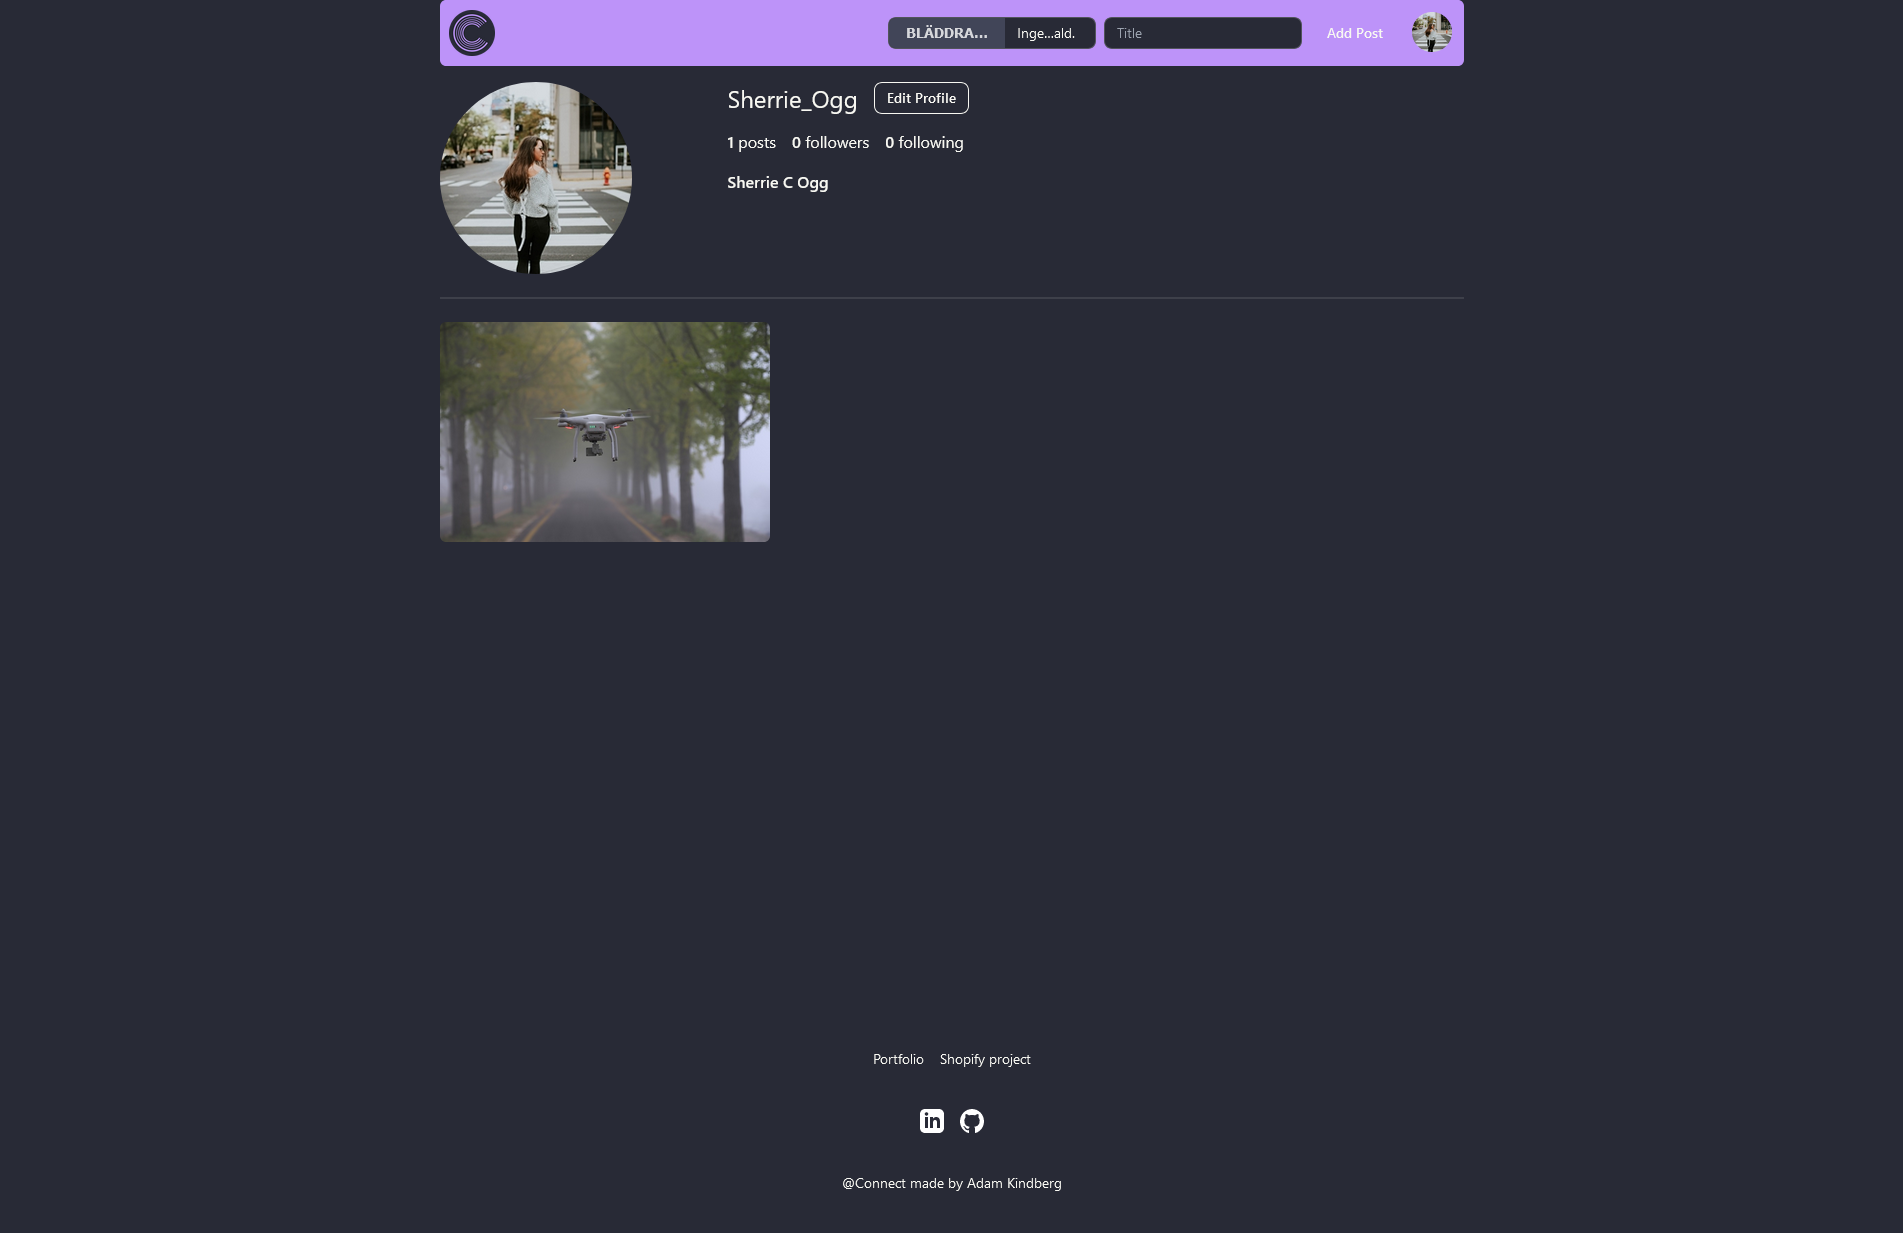 BLÄDDRA... Inge...ald. Title Add Post
Sherrie_Ogg Edit Profile
1 posts 0 followers 0 following
Sherrie C Ogg
Portfolio Shopify project
in
@Connect made by Adam Kindberg